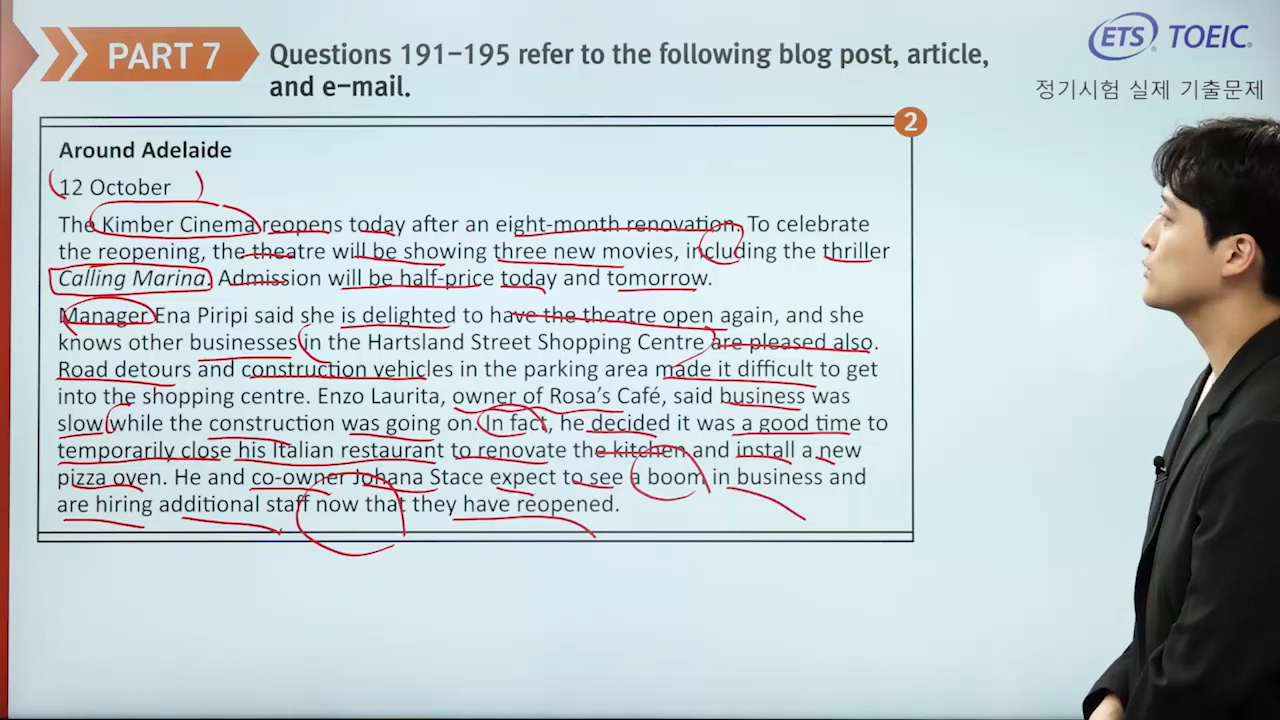 PART 7
Questions 191-195 refer to the following blog post, article,
and e-mail.
ETS TOEIC
정기시험 실제 기출문제
2
Around Adelaide
12 October
The Kimber Cinema reopens today after an eight-month renovation. To celebrate
the reopening, the theatre will be showing three new movies, including the thriller
Calling Marina. Admission will be half-price today and tomorrow.
Manager Ena Piripi said she is delighted to have the theatre open again, and she
knows other businesses in the Hartsland Street Shopping Centre are pleased also.
Road detours and construction vehicles in the parking area made it difficult to get
into the shopping centre. Enzo Laurita, owner of Rosa's Café, said business was
slow while the construction was going on. In fact, he decided it was a good time to
temporarily close his Italian restaurant to renovate the kitchen and install a new
pizza oven. He and co-owner Johana Stace expect to see a boom in business and
are hiring additional staff now that they have reopened.